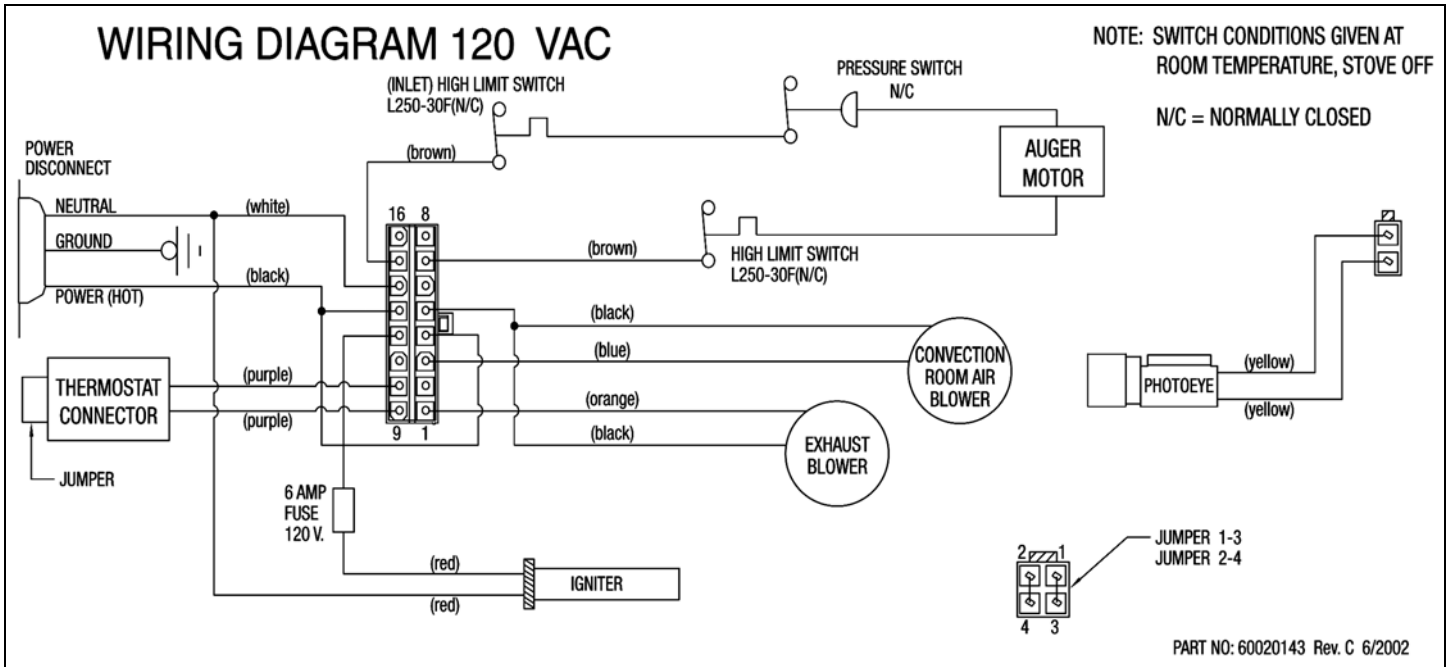 WIRING DIAGRAM 120 VAC
NOTE: SWITCH CONDITIONS GIVEN AT
ROOM TEMPERATURE, STOVE OFF
N/C = NORMALLY CLOSED
(INLET) HIGH LIMIT SWITCH
L250-30F(N/C)
PRESSURE SWITCH
N/C
AUGER
MOTOR
(brown)
POWER
DISCONNECT
NEUTRAL
(white)
GROUND
(black)
POWER (HOT)
16 8
(brown)
HIGH LIMIT SWITCH
L250-30F(N/C)
(black)
(blue)
CONVECTION
ROOM AIR
BLOWER
THERMOSTAT
CONNECTOR
(purple)
(purple)
JUMPER
9 1
(orange)
(black)
EXHAUST
BLOWER
(yellow)
PHOTOEYE
(yellow)
6 AMP
FUSE
120 V.
(red)
IGNITER
(red)
2 1
4 3
JUMPER 1-3
JUMPER 2-4
PART NO: 60020143 Rev. C 6/2002